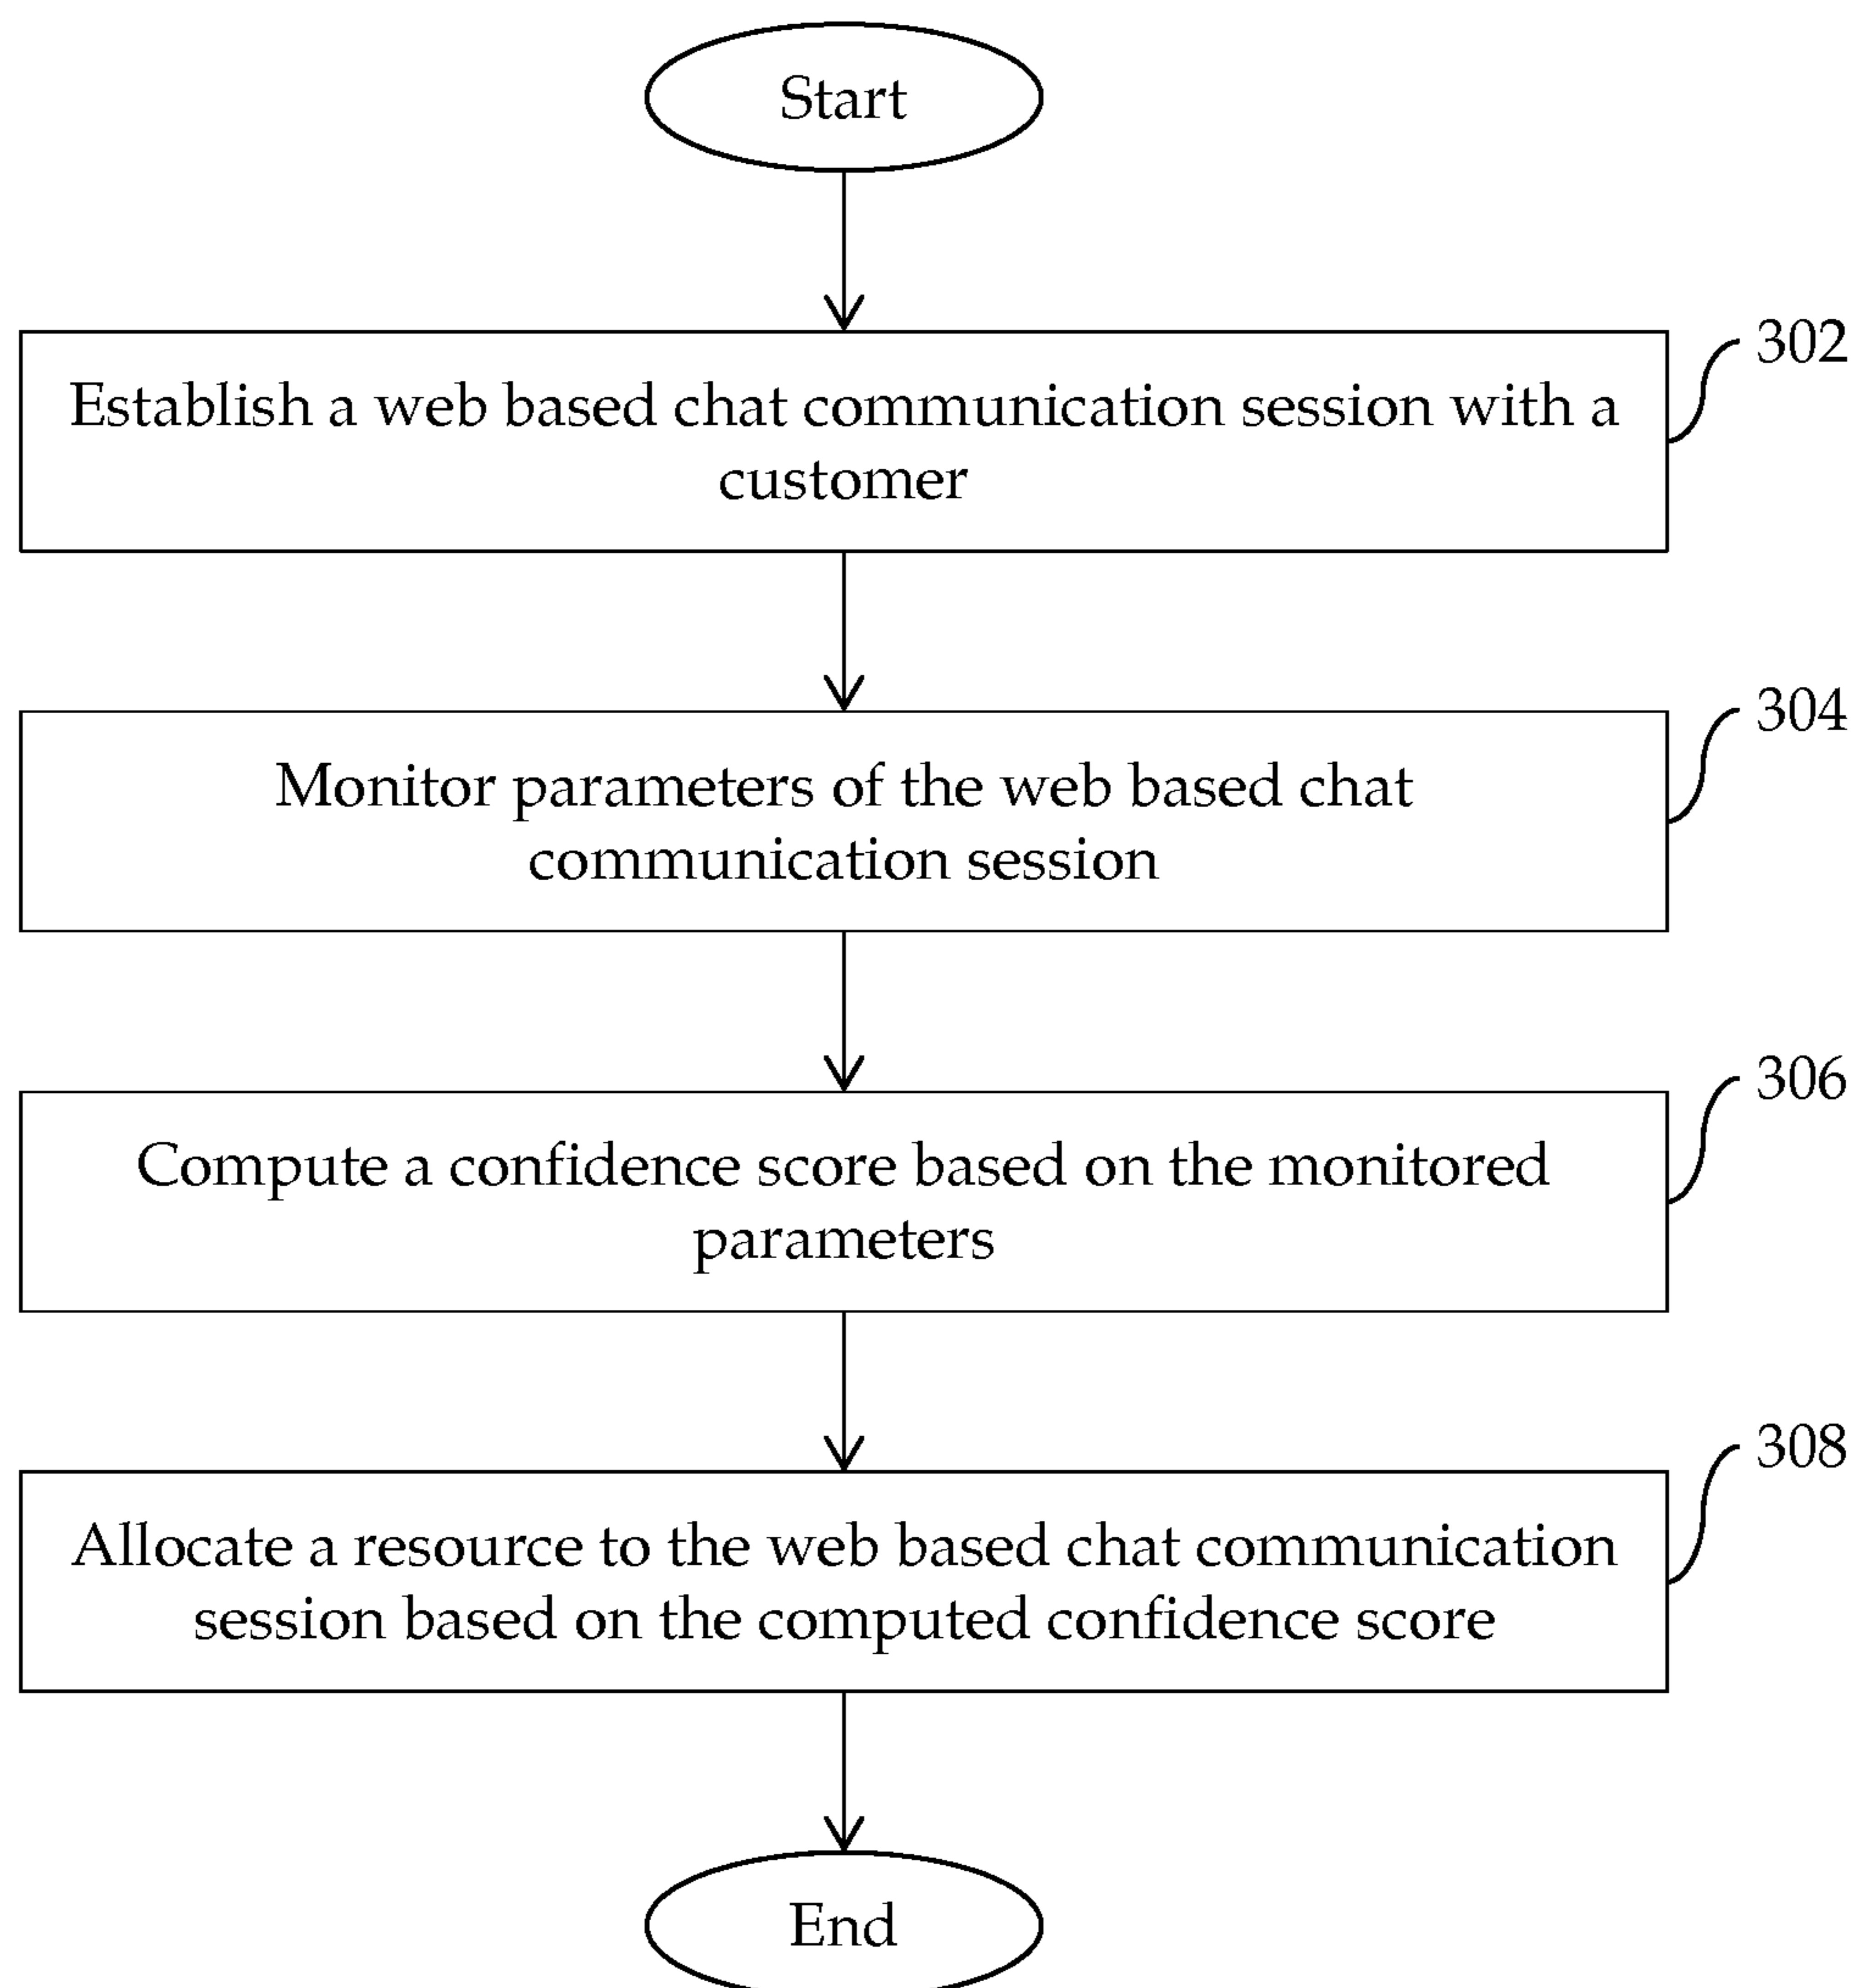 Start
302
Establish a web based chat communication session with a
customer
304
Monitor parameters of the web based chat
communication session
306
Compute a confidence score based on the monitored
parameters
308
Allocate a resource to the web based chat communication
session based on the computed confidence score
End